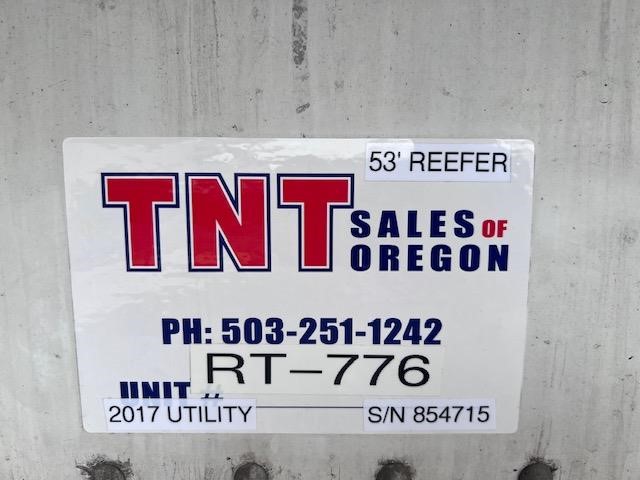 53' REEFER
TNT SALES OF
OREGON
PH: 503-251-1242
RT-776
UNIT #
2017 UTILITY
S/N 854715